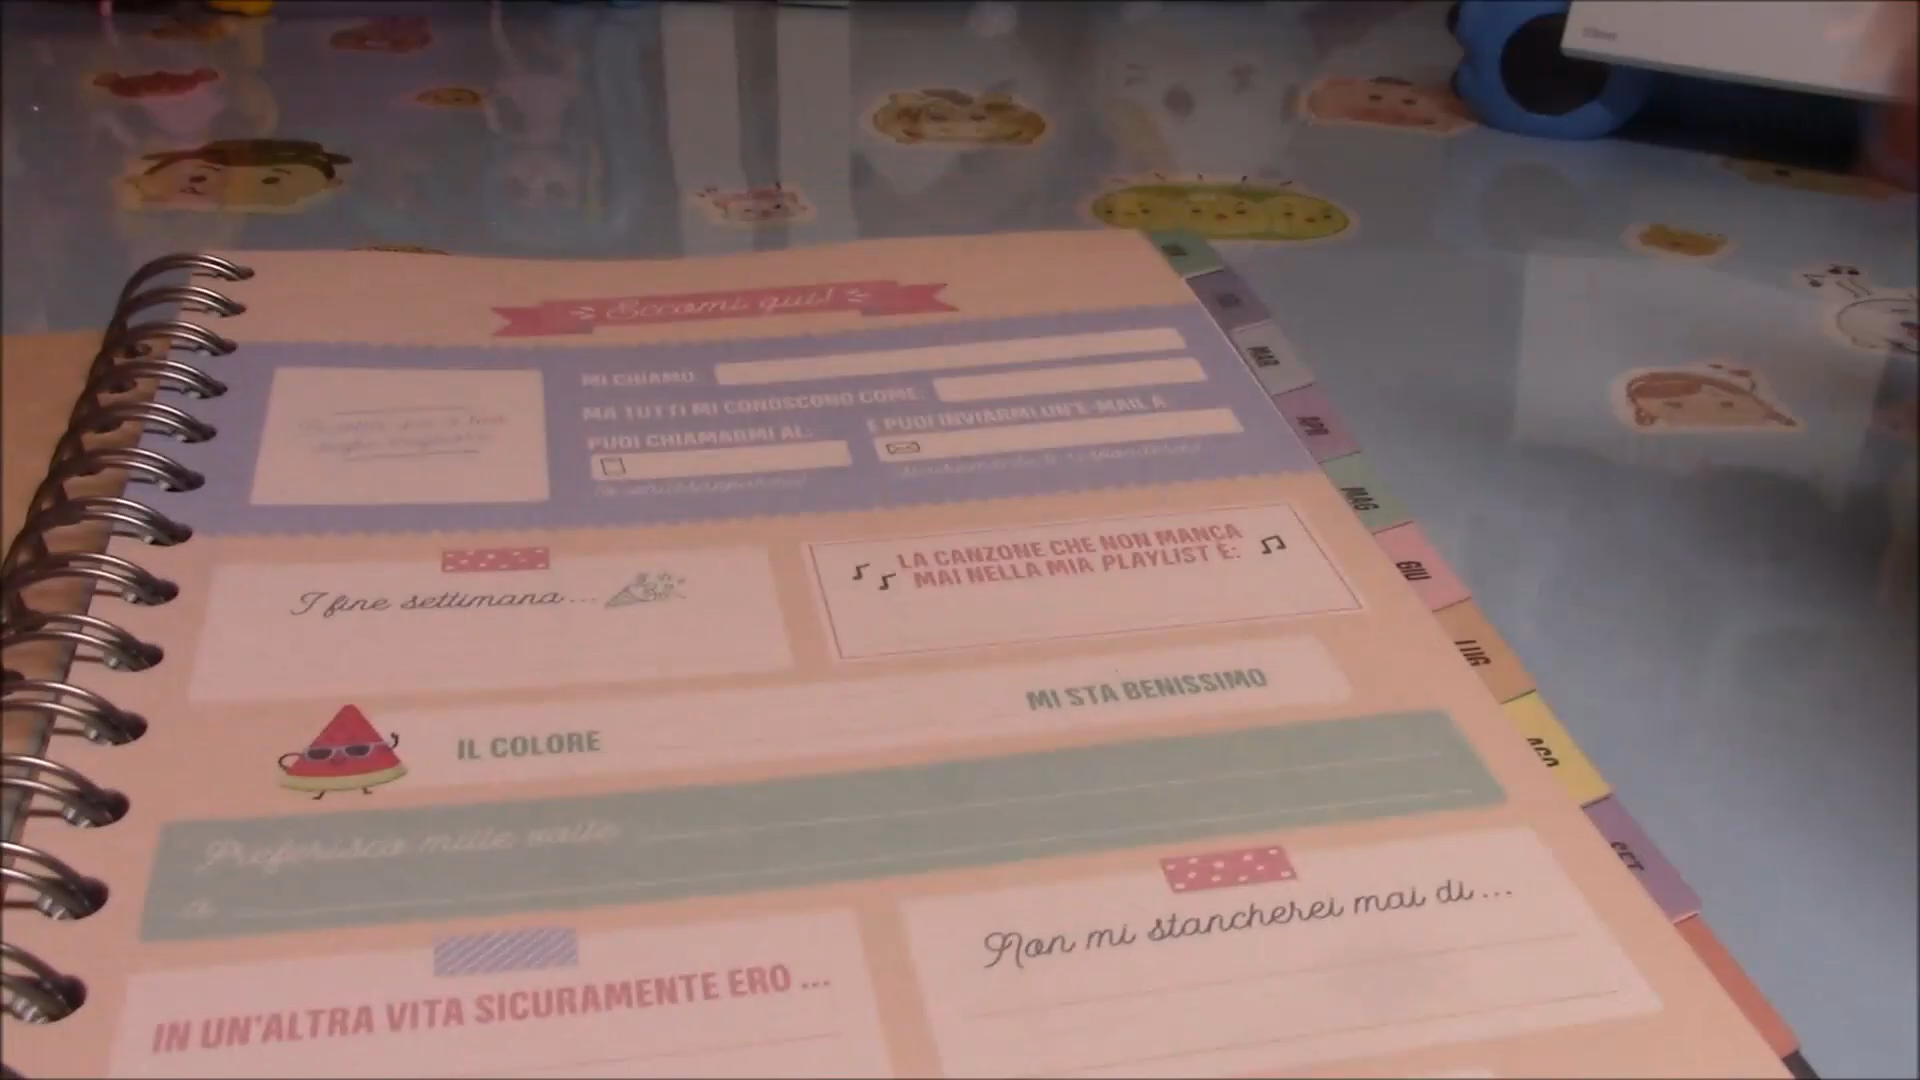 Eccomi qui!
MI CHIAMO:
MA TUTTI MI CONOSCONO COME:
PUOI CHIAMARMI AL:
E PUOI INVIARMI UN'E-MAIL A
I fine settimana...
LA CANZONE CHE NON MANCA
MAI NELLA MIA PLAYLIST È:
IL COLORE
MI STA BENISSIMO
Preferisco mille volte
a
IN UN'ALTRA VITA SICURAMENTE ERO ...
Non mi stancherei mai di ...
MAR
APR
MAG
GIU
LUG
AGO
SET